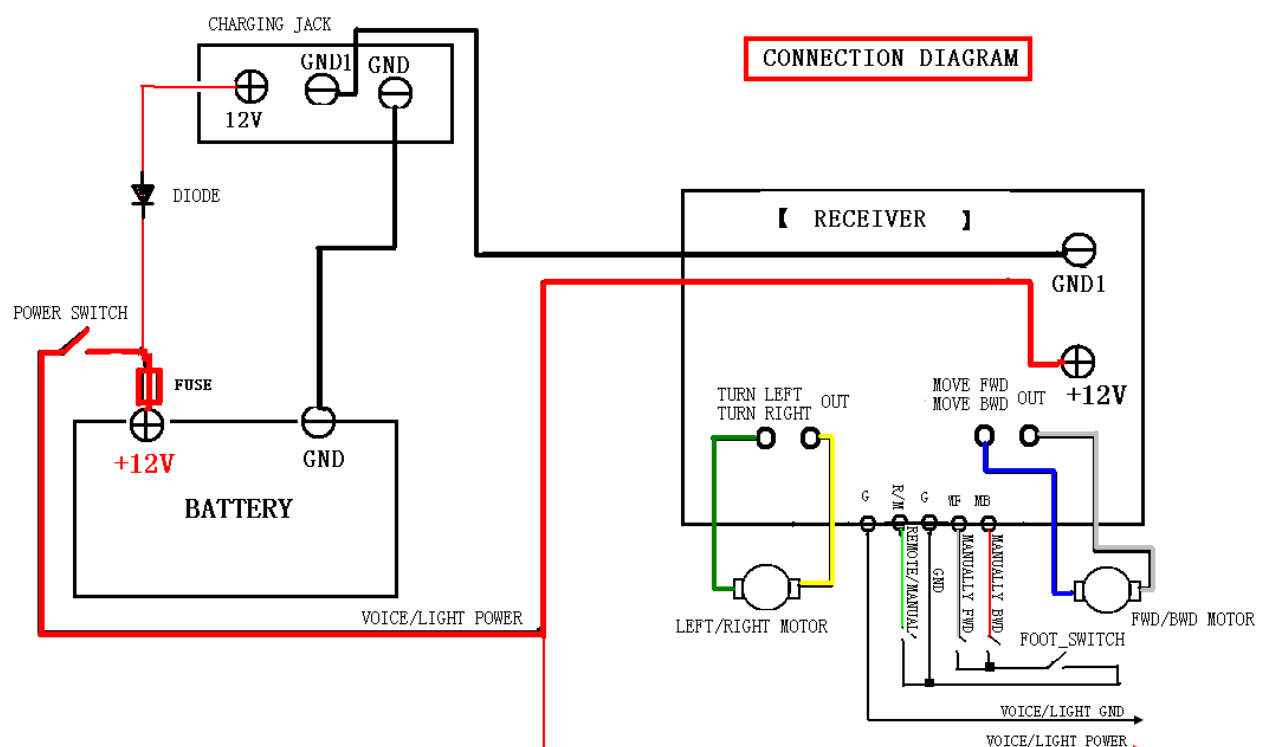 CHARGING JACK
CONNECTION DIAGRAM
GND1 GND
12V
DIODE
【 RECEIVER 】
GND1
POWER SWITCH
FUSE
+12V
TURN LEFT
TURN RIGHT
OUT
MOVE FWD
MOVE BWD
OUT
+12V
GND
BATTERY
G R/M G MF MB
REMOTE/MANUAL
GND
MANUALLY FWD
MANUALLY BWD
VOICE/LIGHT POWER
LEFT/RIGHT MOTOR
FWD/BWD MOTOR
FOOT_SWITCH
VOICE/LIGHT GND
VOICE/LIGHT POWER